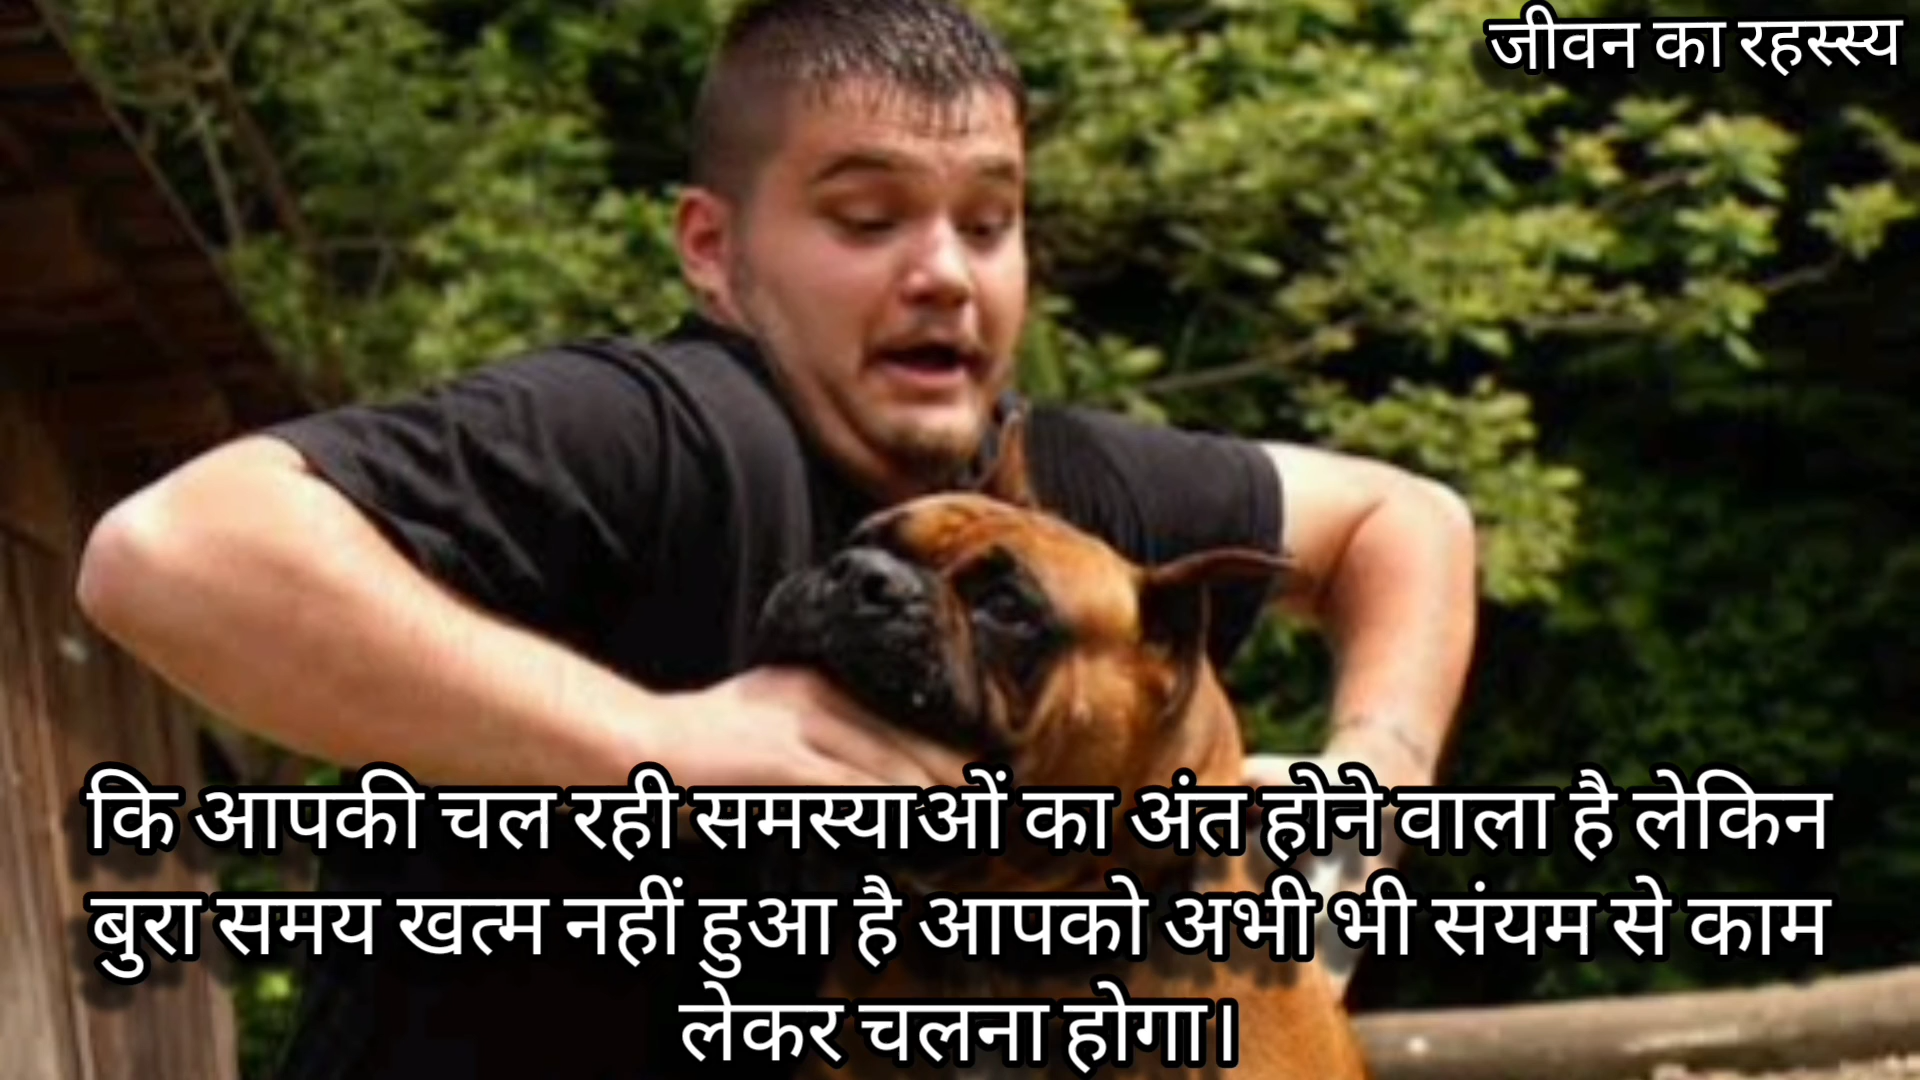 जीवन का रहस्स्य
कि आपकी चल रही समस्याओं का अंत होने वाला है लेकिन
बुरा समय खत्म नहीं हुआ है आपको अभी भी संयम से काम
लेकर चलना होगा।